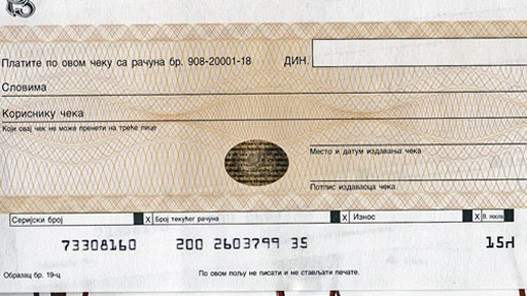 Платите по овом чеку са рачуна бр. 908-20001-18 ДИН.
Словима
Кориснику чека
Који овај чек не може пренети на треће лице
Место и датум издавања чека
Потпис издаваоца чека
Серијски број X Број текућег рачуна X Износ X В. посла
73308160 200 2603799 35 15H
Образац бр. 19-ц По овом пољу не писати и не стављати печате.